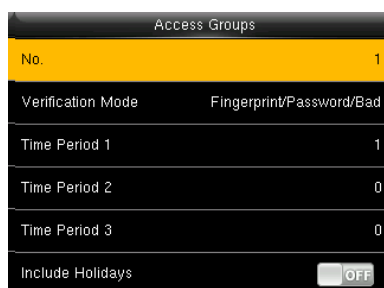 Access Groups
No. 1
Verification Mode Fingerprint/Password/Bad
Time Period 1 1
Time Period 2 0
Time Period 3 0
Include Holidays OFF